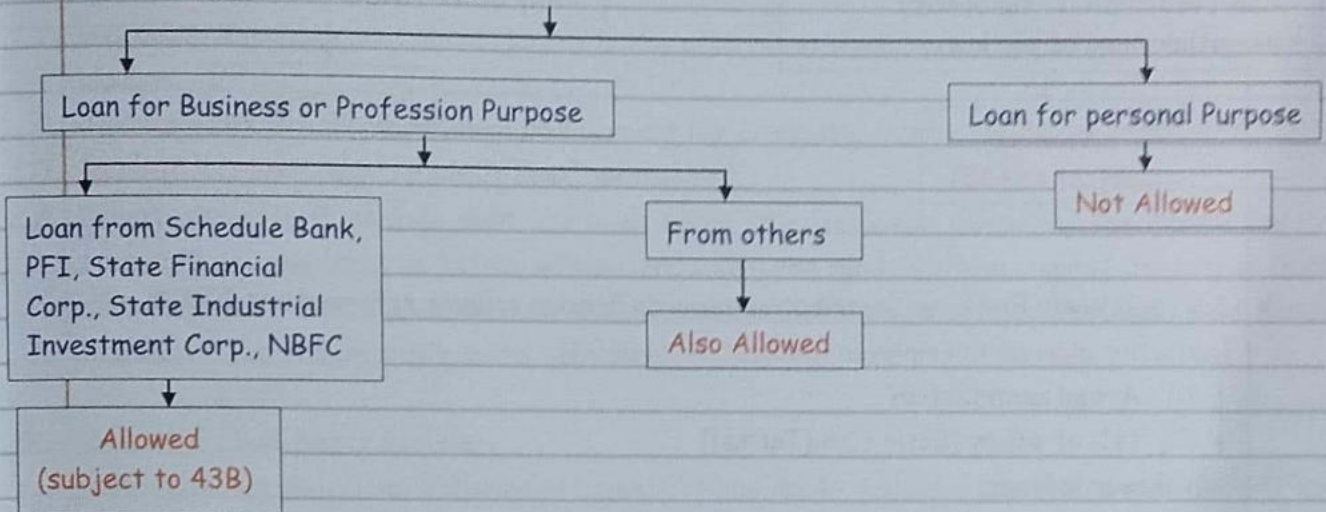 Loan for Business or Profession Purpose
Loan for personal Purpose
Loan from Schedule Bank,
PFI, State Financial
Corp., State Industrial
Investment Corp., NBFC
From others
Not Allowed
Also Allowed
Allowed
(subject to 43B)